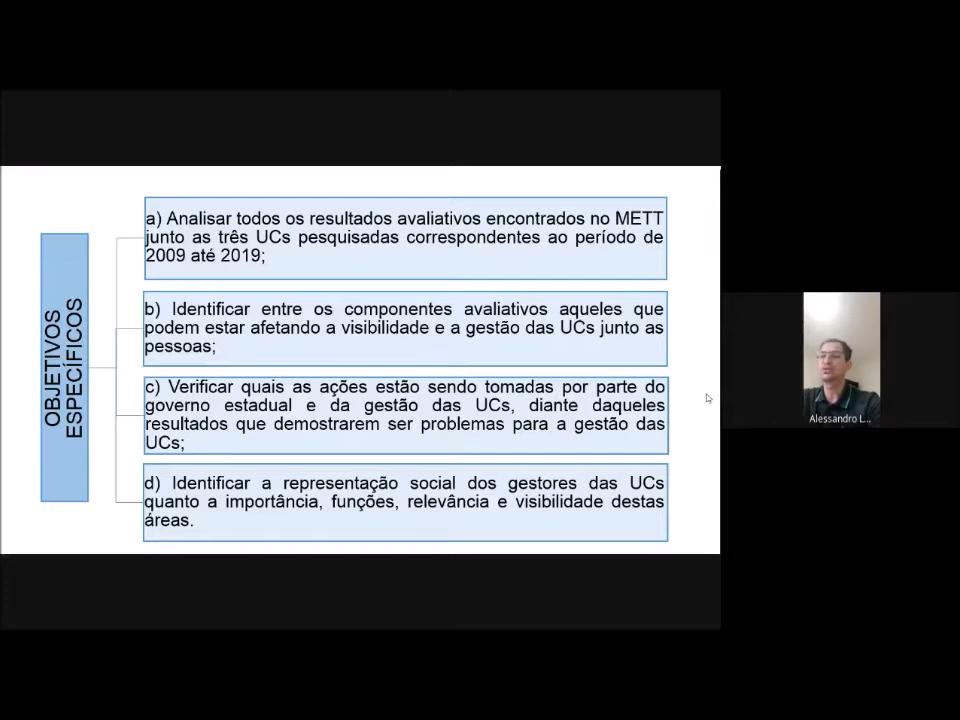 OBJETIVOS
ESPECÍFICOS
a) Analisar todos os resultados avaliativos encontrados no METT
junto as três UCs pesquisadas correspondentes ao período de
2009 até 2019;
b) Identificar entre os componentes avaliativos aqueles que
podem estar afetando a visibilidade e a gestão das UCs junto as
pessoas;
c) Verificar quais as ações estão sendo tomadas por parte do
governo estadual e da gestão das UCs, diante daqueles
resultados que demostrarem ser problemas para a gestão das
UCs;
d) Identificar a representação social dos gestores das UCs
quanto a importância, funções, relevância e visibilidade destas
áreas.
Alessandro L...